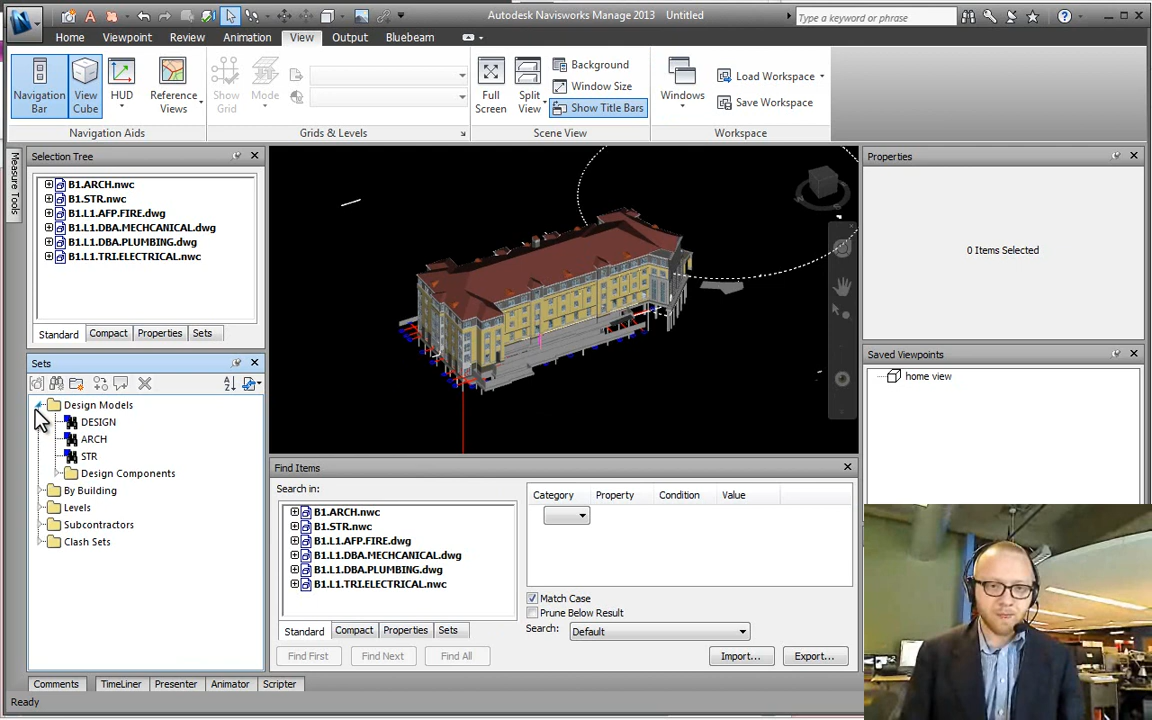 Autodesk Navisworks Manage 2013 Untitled
Type a keyword or phrase
Home Viewpoint Review Animation View Output Bluebeam
Navigation Bar
View Cube
HUD
Reference Views
Show Grid
Mode
Full Screen
Split View
Background
Window Size
Show Title Bars
Windows
Load Workspace
Save Workspace
Navigation Aids
Grids & Levels
Scene View
Workspace
Measure Tools
Selection Tree
B1.ARCH.nwc
B1.STR.nwc
B1.L1.AFP.FIRE.dwg
B1.L1.DBA.MECHCANICAL.dwg
B1.L1.DBA.PLUMBING.dwg
B1.L1.TRI.ELECTRICAL.nwc
Standard Compact Properties Sets
Sets
Design Models
DESIGN
ARCH
STR
Design Components
By Building
Levels
Subcontractors
Clash Sets
Properties
0 Items Selected
Saved Viewpoints
home view
Find Items
Search in:
B1.ARCH.nwc
B1.STR.nwc
B1.L1.AFP.FIRE.dwg
B1.L1.DBA.MECHCANICAL.dwg
B1.L1.DBA.PLUMBING.dwg
B1.L1.TRI.ELECTRICAL.nwc
Standard Compact Properties Sets
Find First Find Next Find All
Category Property Condition Value
Match Case
Prune Below Result
Search: Default
Import... Export...
Comments TimeLiner Presenter Animator Scripter
Ready